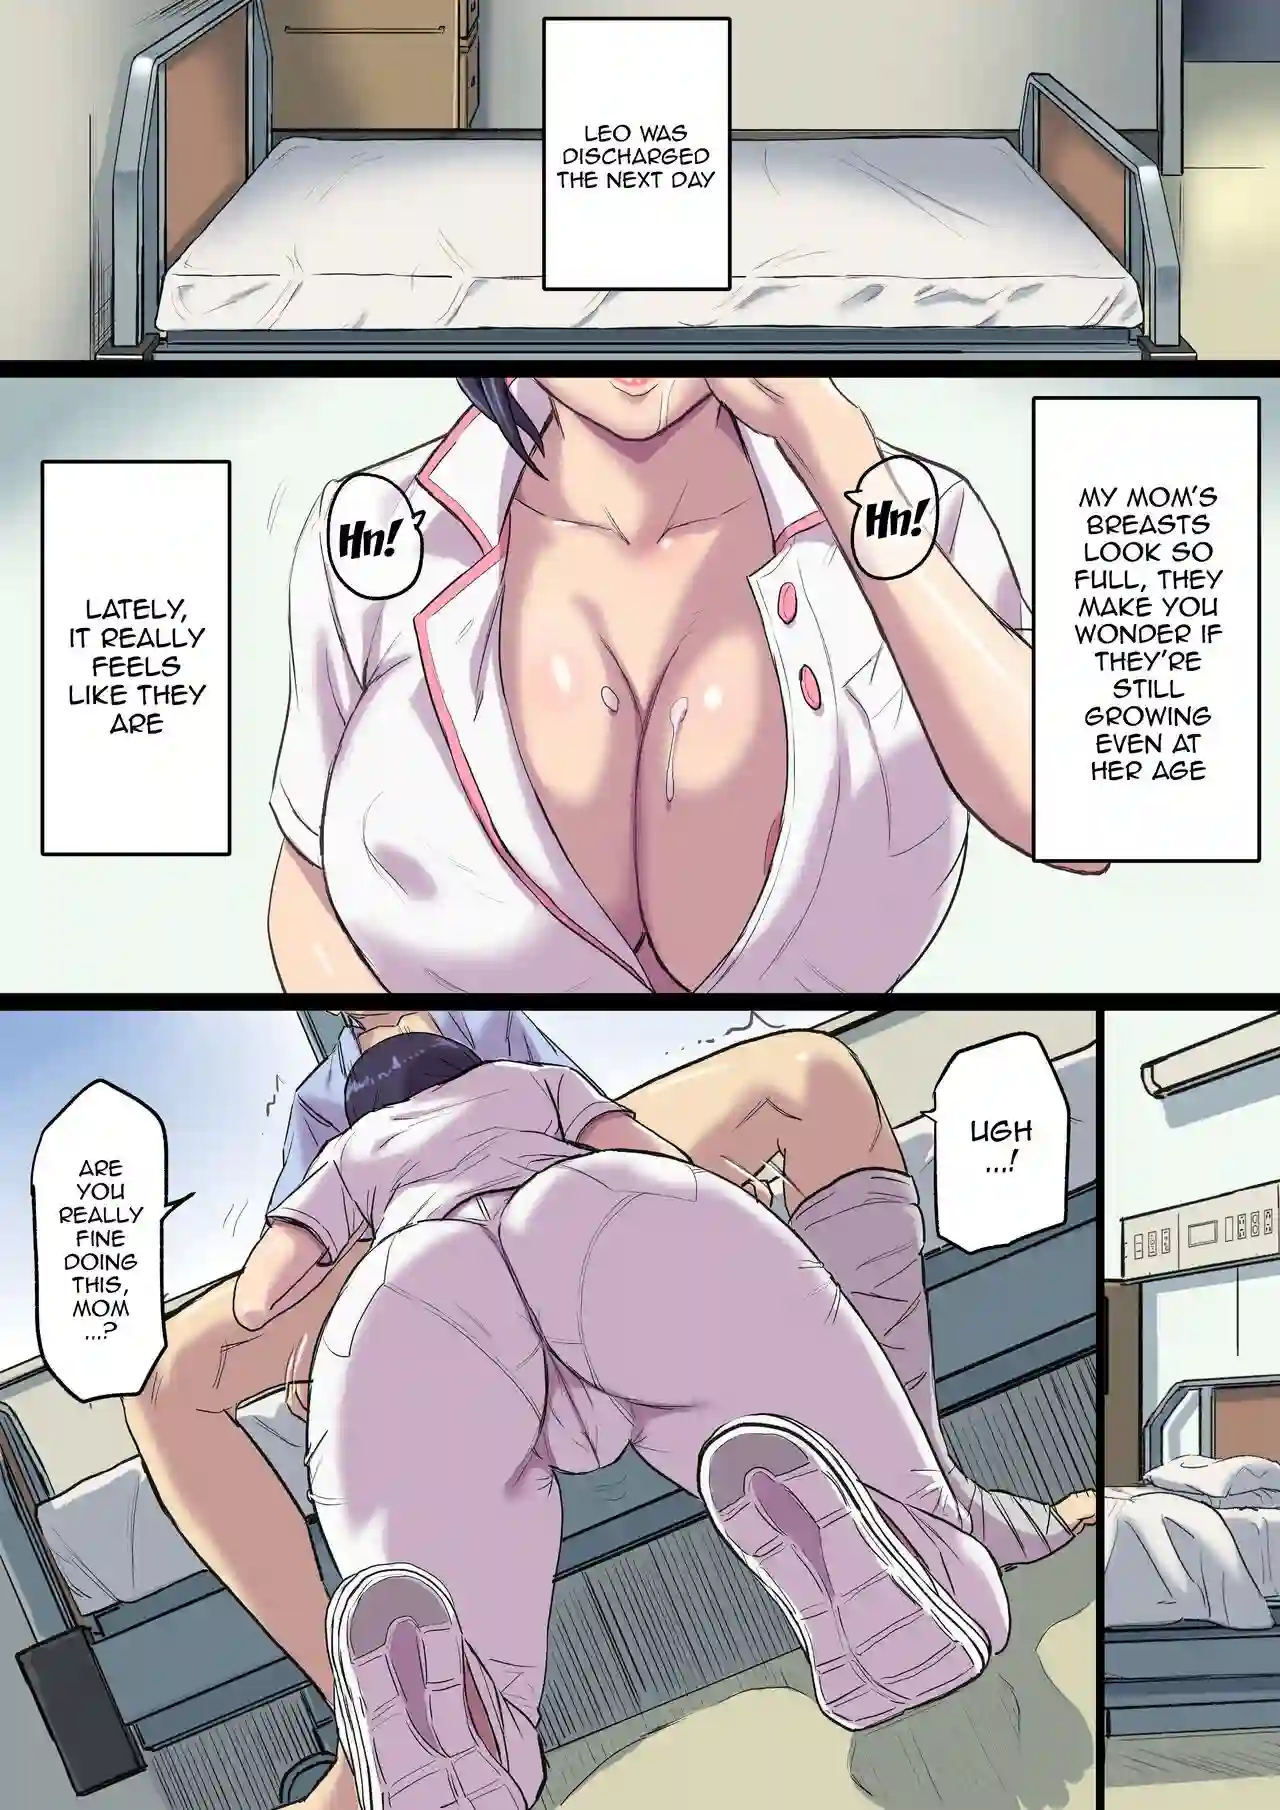 LEO WAS
DISCHARGED
THE NEXT DAY
MY MOM'S
BREASTS
LOOK SO
FULL, THEY
MAKE YOU
WONDER IF
THEY'RE
STILL
GROWING
EVEN AT
HER AGE
Hn!
Hn!
LATELY,
IT REALLY
FEELS
LIKE THEY
ARE
UGH
...!
ARE
YOU
REALLY
FINE
DOING
THIS,
MOM
...?